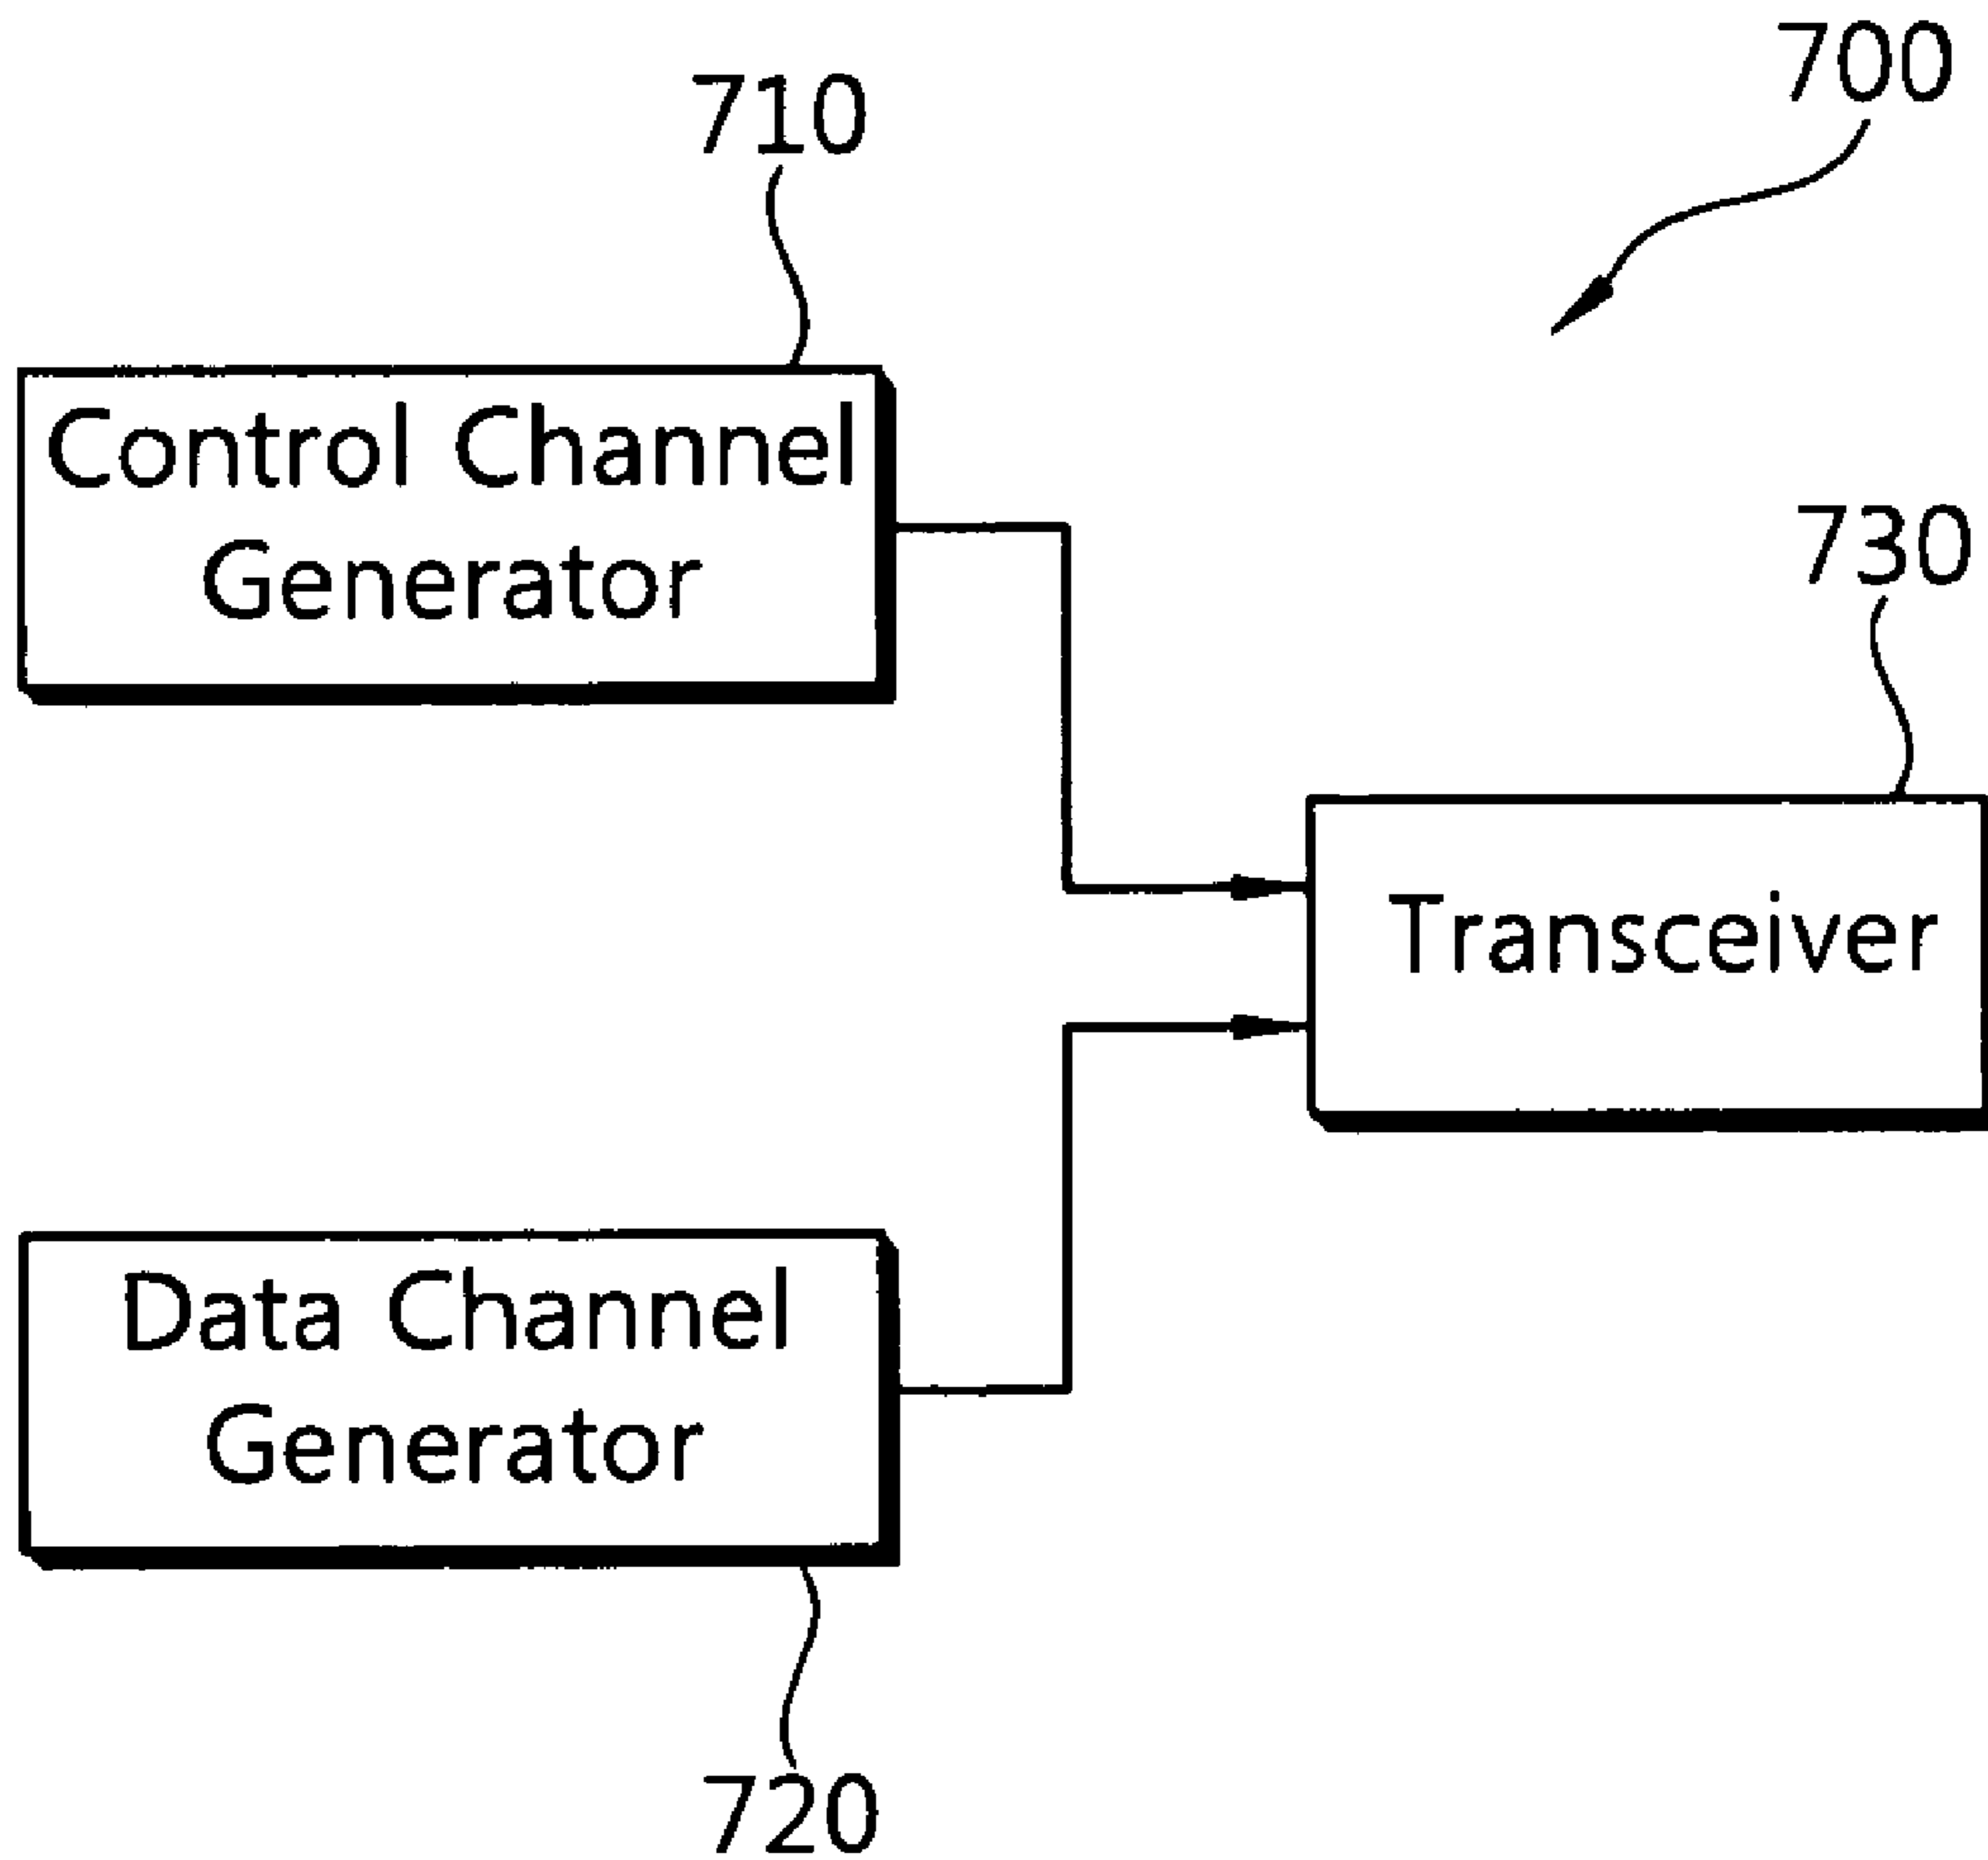 700
710
Control Channel
Generator
730
Transceiver
Data Channel
Generator
720